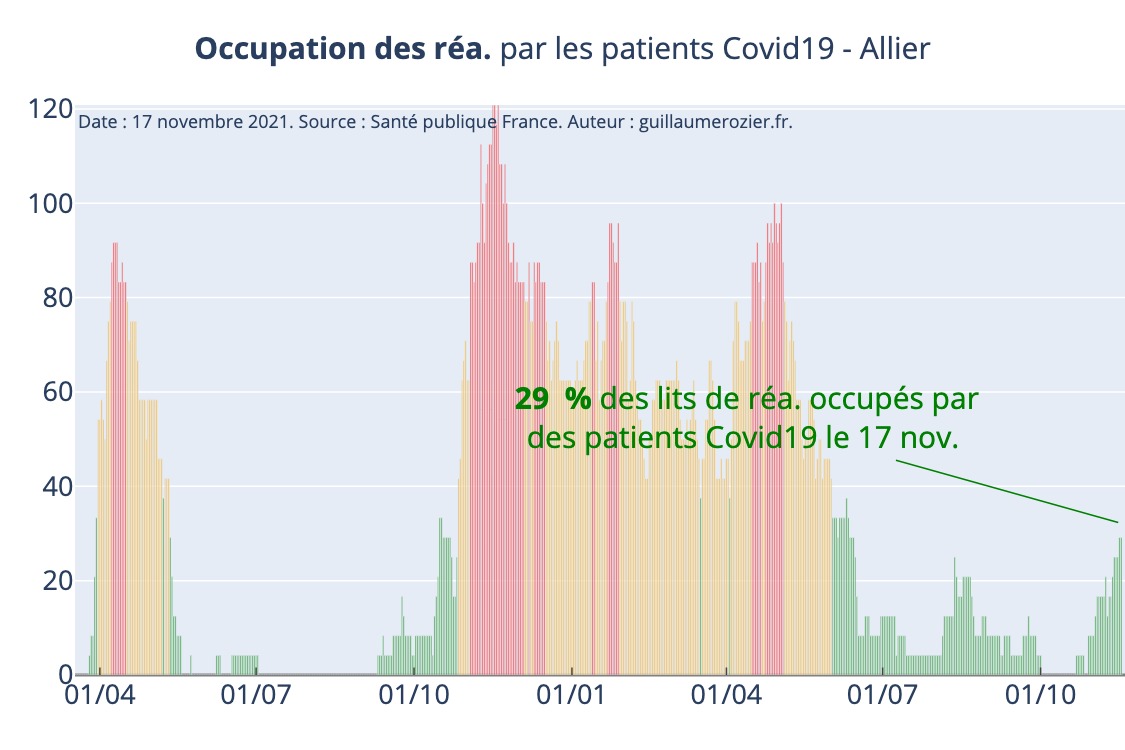 Occupation des réa. par les patients Covid19 - Allier
120
Date : 17 novembre 2021. Source : Santé publique France. Auteur : guillaumerozier.fr.
100
80
60
29 % des lits de réa. occupés par
des patients Covid19 le 17 nov.
40
20
0
01/04 01/07 01/10 01/01 01/04 01/07 01/10